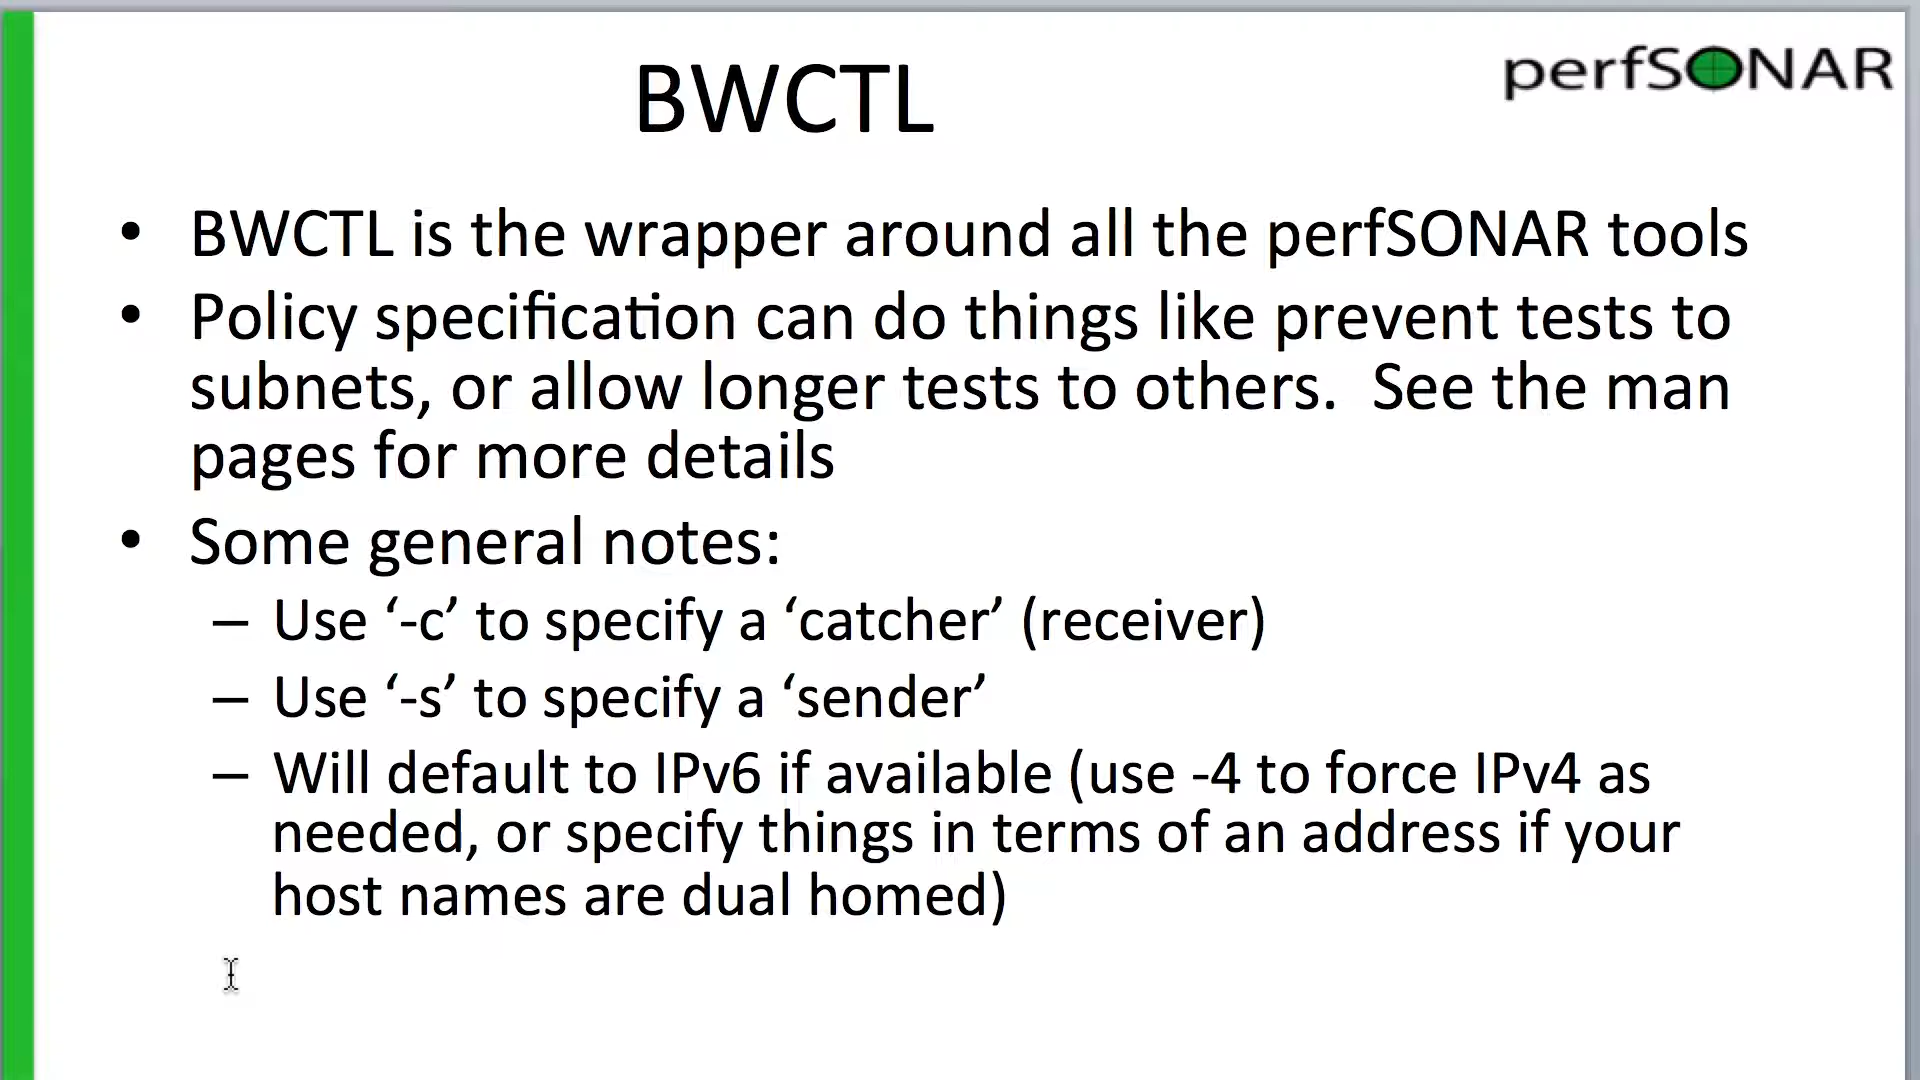 BWCTL
perfSONAR
• BWCTL is the wrapper around all the perfSONAR tools
• Policy specification can do things like prevent tests to
subnets, or allow longer tests to others.  See the man
pages for more details
• Some general notes:
– Use ‘-c’ to specify a ‘catcher’ (receiver)
– Use ‘-s’ to specify a ‘sender’
– Will default to IPv6 if available (use -4 to force IPv4 as
needed, or specify things in terms of an address if your
host names are dual homed)